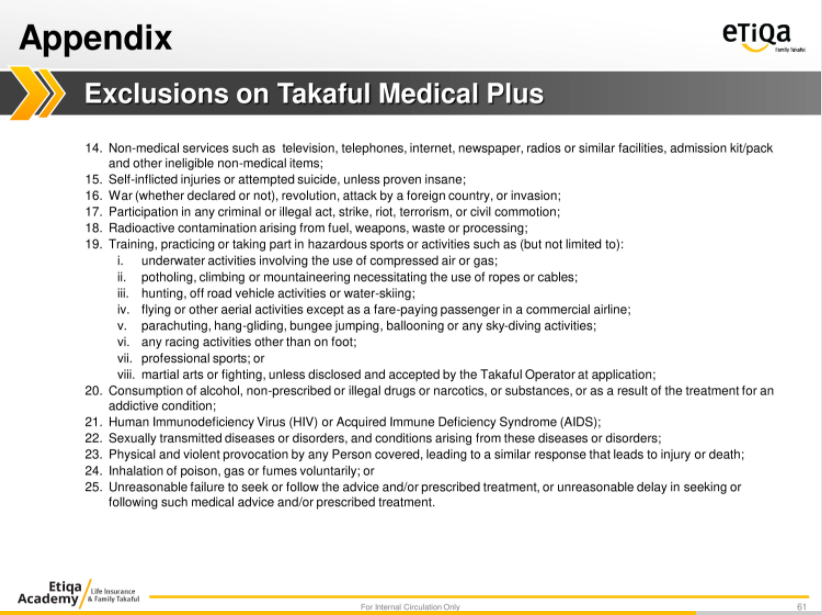 Appendix
eTiQa
Family Takaful
Exclusions on Takaful Medical Plus
14. Non-medical services such as television, telephones, internet, newspaper, radios or similar facilities, admission kit/pack
and other ineligible non-medical items;
15. Self-inflicted injuries or attempted suicide, unless proven insane;
16. War (whether declared or not), revolution, attack by a foreign country, or invasion;
17. Participation in any criminal or illegal act, strike, riot, terrorism, or civil commotion;
18. Radioactive contamination arising from fuel, weapons, waste or processing;
19. Training, practicing or taking part in hazardous sports or activities such as (but not limited to):
i. underwater activities involving the use of compressed air or gas;
ii. potholing, climbing or mountaineering necessitating the use of ropes or cables;
iii. hunting, off road vehicle activities or water-skiing;
iv. flying or other aerial activities except as a fare-paying passenger in a commercial airline;
v. parachuting, hang-gliding, bungee jumping, ballooning or any sky-diving activities;
vi. any racing activities other than on foot;
vii. professional sports; or
viii. martial arts or fighting, unless disclosed and accepted by the Takaful Operator at application;
20. Consumption of alcohol, non-prescribed or illegal drugs or narcotics, or substances, or as a result of the treatment for an
addictive condition;
21. Human Immunodeficiency Virus (HIV) or Acquired Immune Deficiency Syndrome (AIDS);
22. Sexually transmitted diseases or disorders, and conditions arising from these diseases or disorders;
23. Physical and violent provocation by any Person covered, leading to a similar response that leads to injury or death;
24. Inhalation of poison, gas or fumes voluntarily; or
25. Unreasonable failure to seek or follow the advice and/or prescribed treatment, or unreasonable delay in seeking or
following such medical advice and/or prescribed treatment.
Etiqa
Academy
Life Insurance
& Family Takaful
For Internal Circulation Only
61